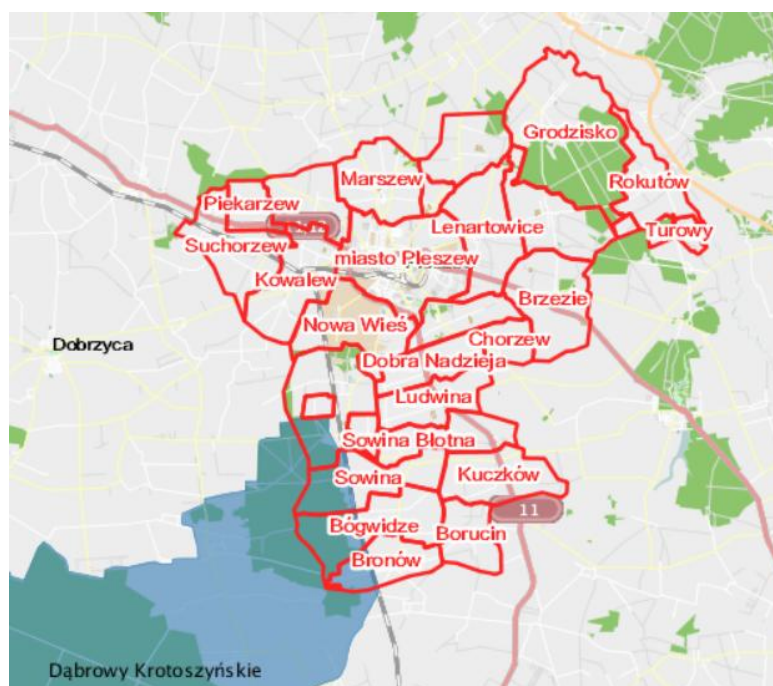 Grodzisko
Marszew
Rokutów
Piekarzew
Lenartowice
Turowy
Suchorzew
miasto Pleszew
Kowalew
Brzezie
Nowa Wieś
Chorzew
Dobrzyca
Dobra Nadzieja
Ludwina
Sowina Błotna
Sowina
Kuczków
11
Bógwidze
Borucin
Bronów
Dąbrowy Krotoszyńskie